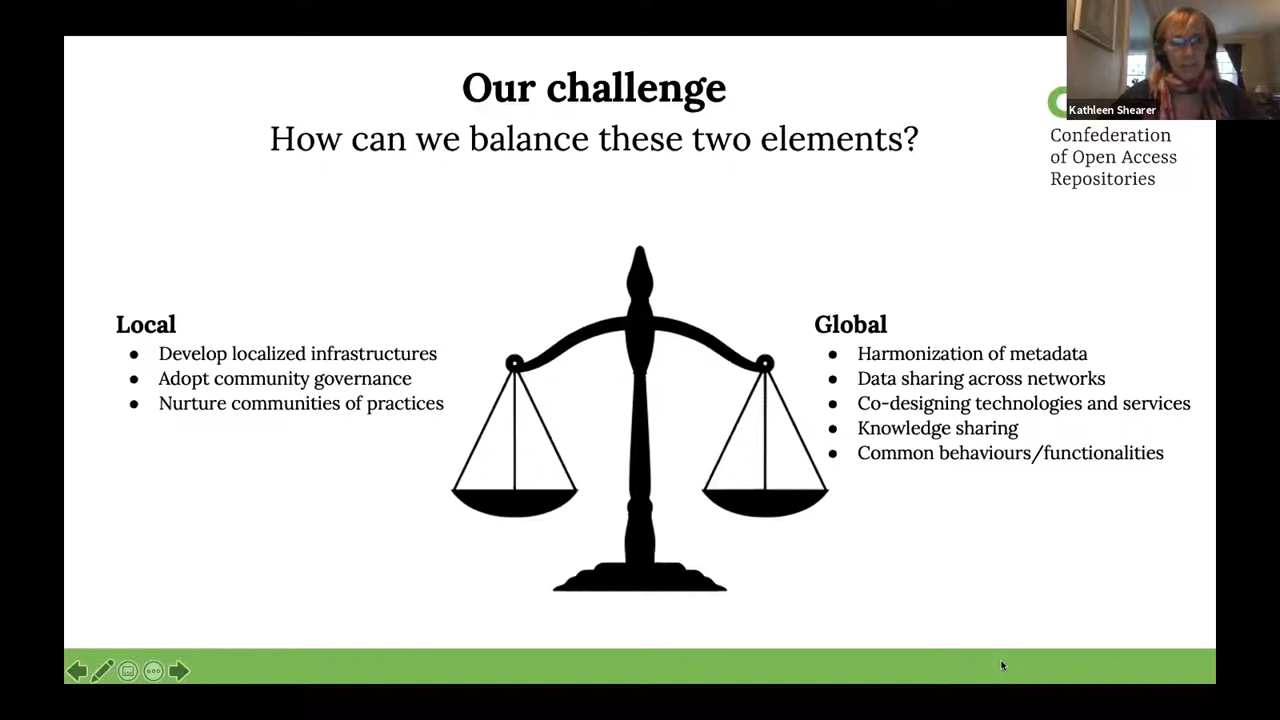 Our challenge
How can we balance these two elements?
Kathleen Shearer
Confederation
of Open Access
Repositories
Local
● Develop localized infrastructures
● Adopt community governance
● Nurture communities of practices
Global
● Harmonization of metadata
● Data sharing across networks
● Co-designing technologies and services
● Knowledge sharing
● Common behaviours/functionalities